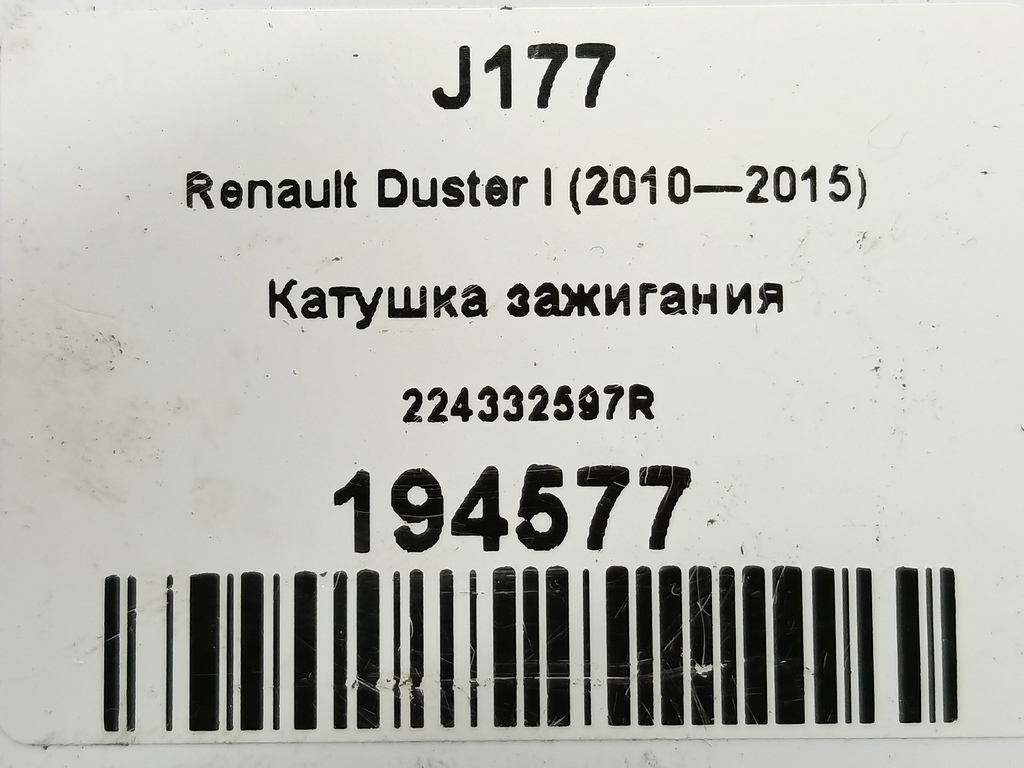 J177
Renault Duster I (2010—2015)
Катушка зажигания
224332597R
194577